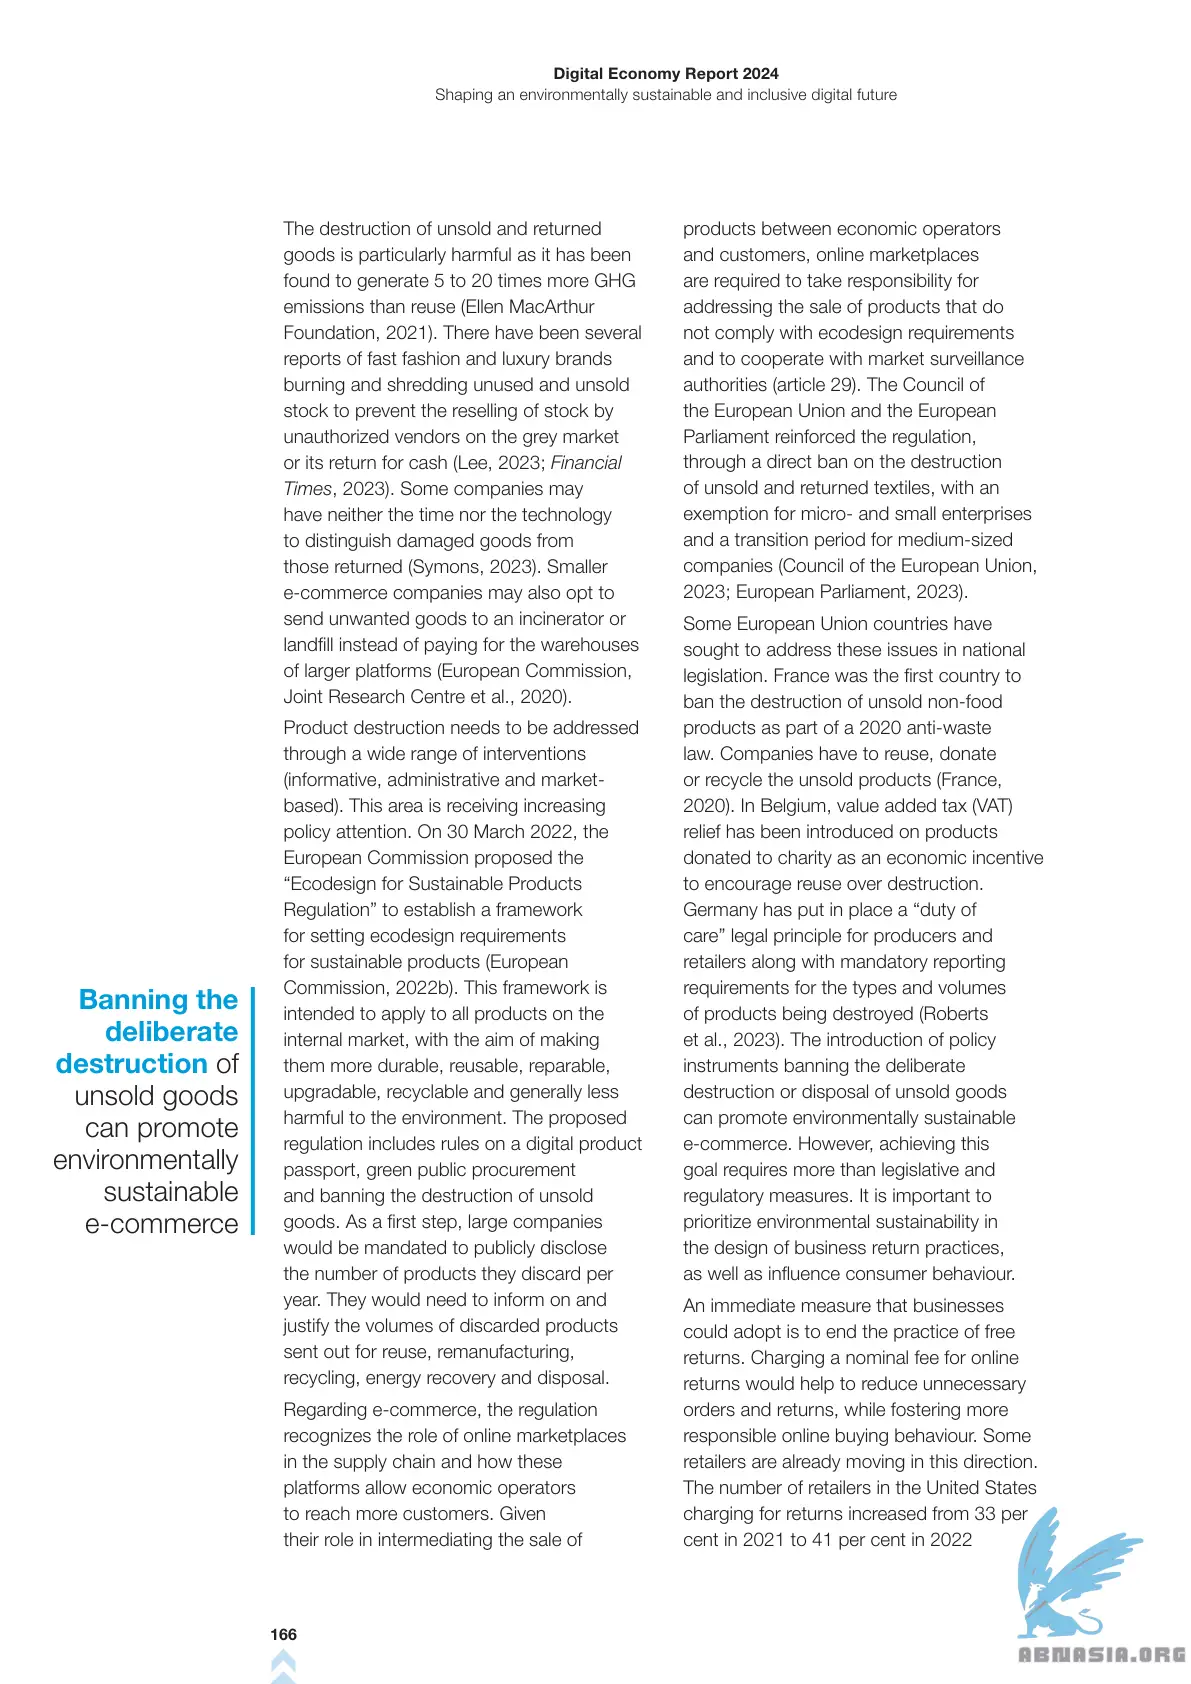 Digital Economy Report 2024
Shaping an environmentally sustainable and inclusive digital future
The destruction of unsold and returned
goods is particularly harmful as it has been
found to generate 5 to 20 times more GHG
emissions than reuse (Ellen MacArthur
Foundation, 2021). There have been several
reports of fast fashion and luxury brands
burning and shredding unused and unsold
stock to prevent the reselling of stock by
unauthorized vendors on the grey market
or its return for cash (Lee, 2023; Financial
Times, 2023). Some companies may
have neither the time nor the technology
to distinguish damaged goods from
those returned (Symons, 2023). Smaller
e-commerce companies may also opt to
send unwanted goods to an incinerator or
landfill instead of paying for the warehouses
of larger platforms (European Commission,
Joint Research Centre et al., 2020).
Product destruction needs to be addressed
through a wide range of interventions
(informative, administrative and market-
based). This area is receiving increasing
policy attention. On 30 March 2022, the
European Commission proposed the
“Ecodesign for Sustainable Products
Regulation” to establish a framework
for setting ecodesign requirements
for sustainable products (European
Commission, 2022b). This framework is
intended to apply to all products on the
internal market, with the aim of making
them more durable, reusable, reparable,
upgradable, recyclable and generally less
harmful to the environment. The proposed
regulation includes rules on a digital product
passport, green public procurement
and banning the destruction of unsold
goods. As a first step, large companies
would be mandated to publicly disclose
the number of products they discard per
year. They would need to inform on and
justify the volumes of discarded products
sent out for reuse, remanufacturing,
recycling, energy recovery and disposal.
Regarding e-commerce, the regulation
recognizes the role of online marketplaces
in the supply chain and how these
platforms allow economic operators
to reach more customers. Given
their role in intermediating the sale of
products between economic operators
and customers, online marketplaces
are required to take responsibility for
addressing the sale of products that do
not comply with ecodesign requirements
and to cooperate with market surveillance
authorities (article 29). The Council of
the European Union and the European
Parliament reinforced the regulation,
through a direct ban on the destruction
of unsold and returned textiles, with an
exemption for micro- and small enterprises
and a transition period for medium-sized
companies (Council of the European Union,
2023; European Parliament, 2023).
Some European Union countries have
sought to address these issues in national
legislation. France was the first country to
ban the destruction of unsold non-food
products as part of a 2020 anti-waste
law. Companies have to reuse, donate
or recycle the unsold products (France,
2020). In Belgium, value added tax (VAT)
relief has been introduced on products
donated to charity as an economic incentive
to encourage reuse over destruction.
Germany has put in place a “duty of
care” legal principle for producers and
retailers along with mandatory reporting
requirements for the types and volumes
of products being destroyed (Roberts
et al., 2023). The introduction of policy
instruments banning the deliberate
destruction or disposal of unsold goods
can promote environmentally sustainable
e-commerce. However, achieving this
goal requires more than legislative and
regulatory measures. It is important to
prioritize environmental sustainability in
the design of business return practices,
as well as influence consumer behaviour.
An immediate measure that businesses
could adopt is to end the practice of free
returns. Charging a nominal fee for online
returns would help to reduce unnecessary
orders and returns, while fostering more
responsible online buying behaviour. Some
retailers are already moving in this direction.
The number of retailers in the United States
charging for returns increased from 33 per
cent in 2021 to 41 per cent in 2022
Banning the
deliberate
destruction of
unsold goods
can promote
environmentally
sustainable
e-commerce
166
ABNASIA.ORG